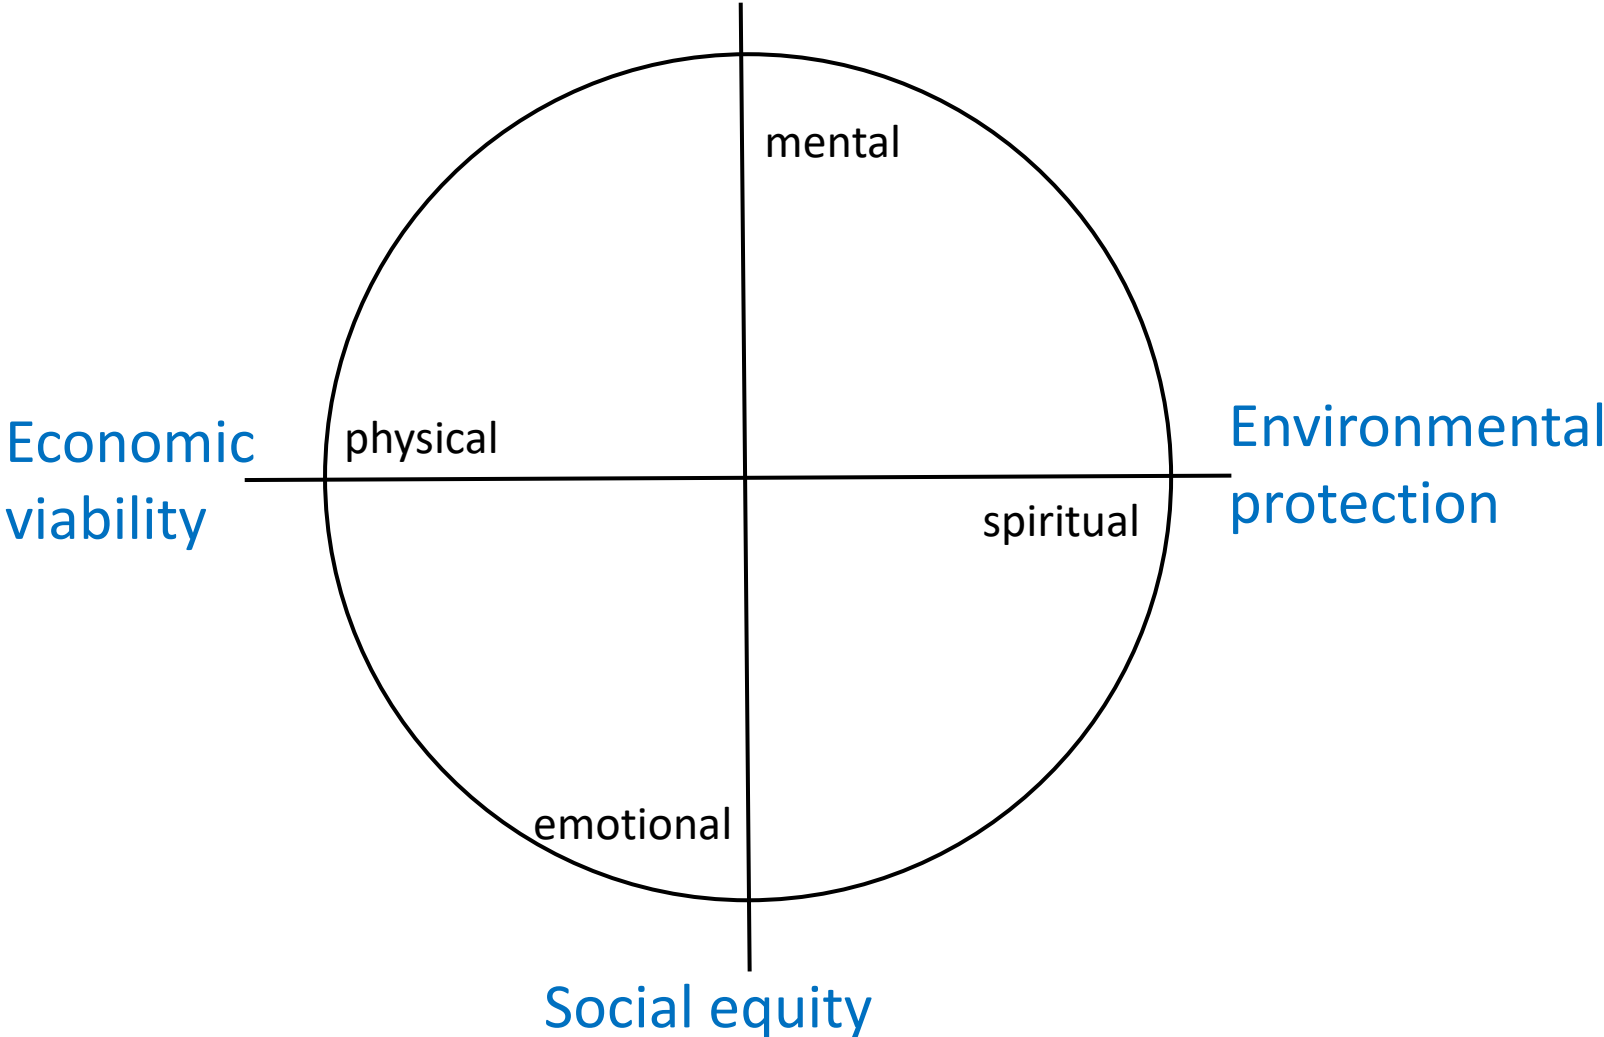 mental
Economic
viability
physical
Environmental
protection
spiritual
emotional
Social equity